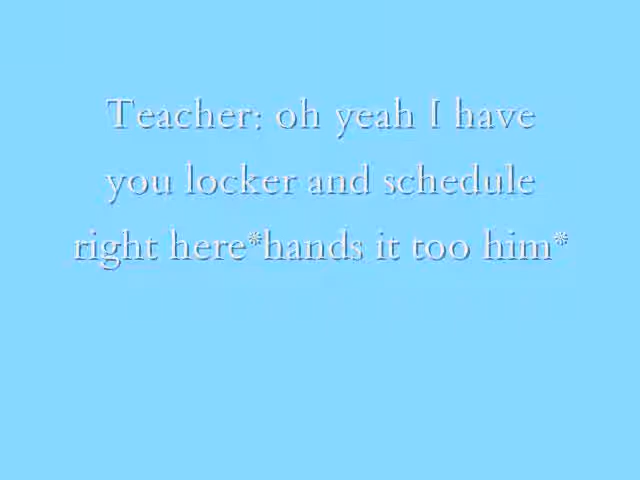 Teacher: oh yeah I have
you locker and schedule
right here*hands it too him*